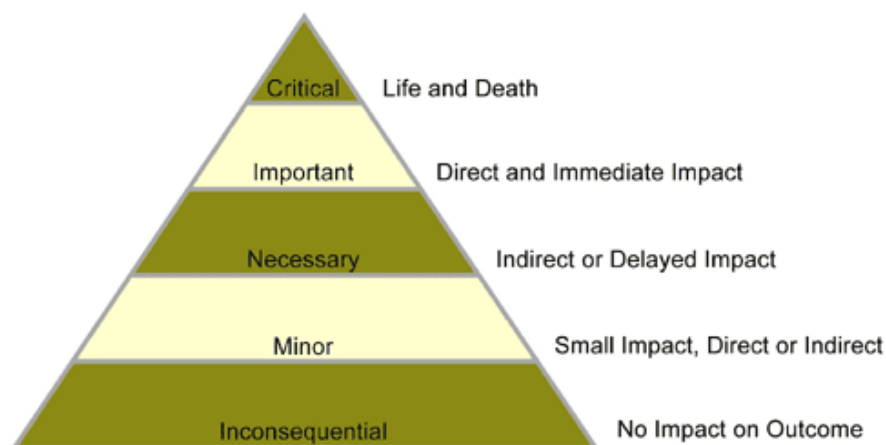 Critical Life and Death
Important Direct and Immediate Impact
Necessary Indirect or Delayed Impact
Minor Small Impact, Direct or Indirect
Inconsequential No Impact on Outcome